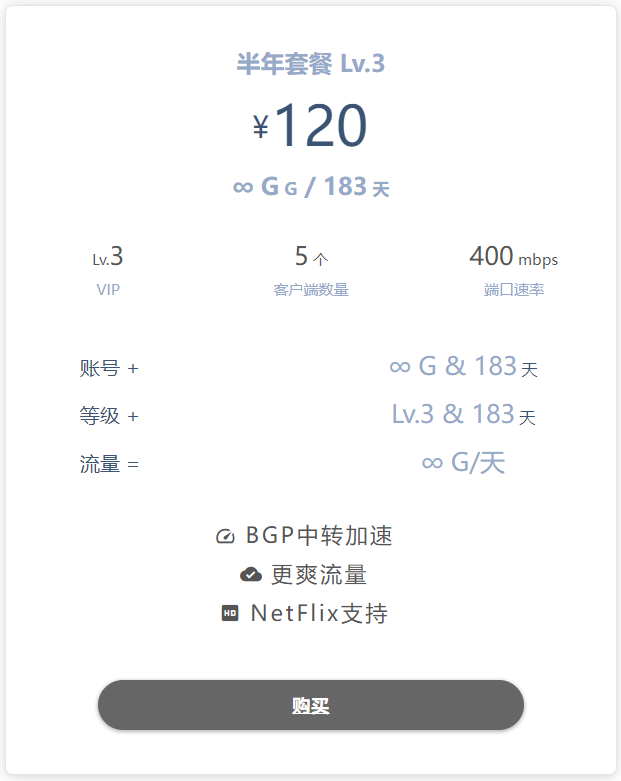 半年套餐 Lv.3
¥120
∞ G G / 183 天
Lv.3 5 个 400 mbps
VIP 客户端数量 端口速率
账号 + ∞ G & 183 天
等级 + Lv.3 & 183 天
流量 = ∞ G/天
BGP中转加速
更爽流量
HD NetFlix支持
购买